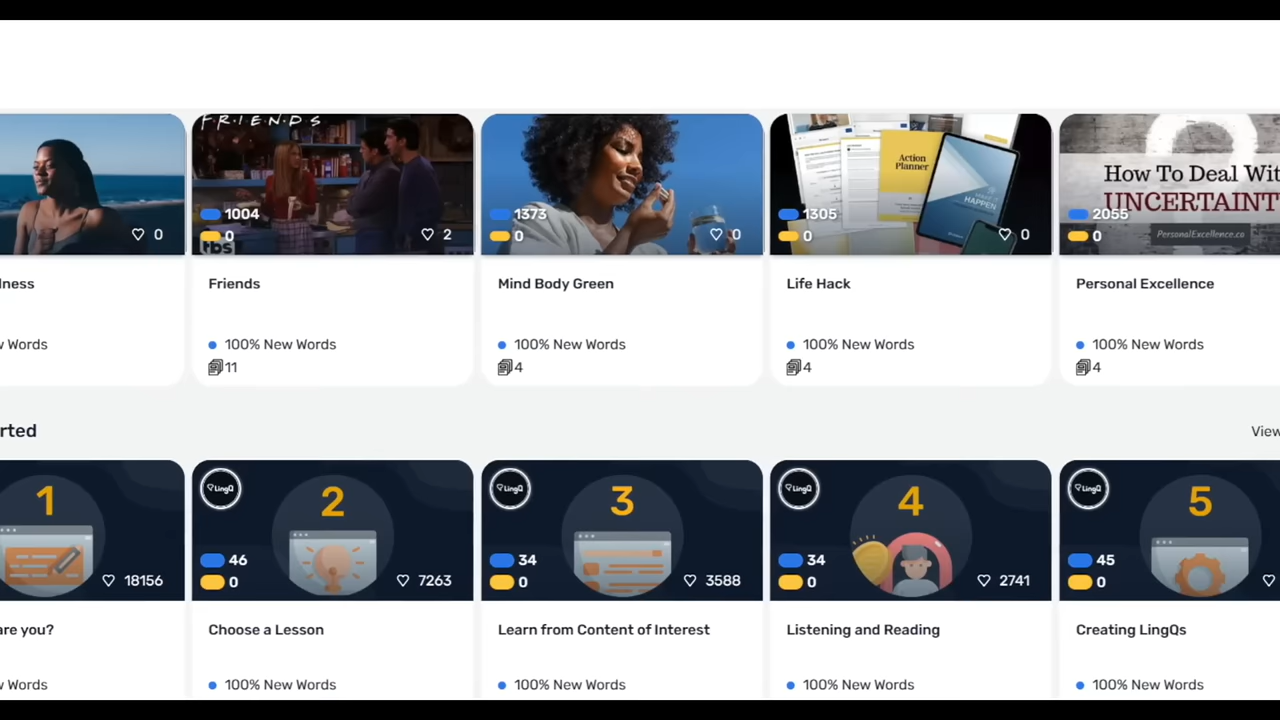 F·R·I·E·N·D·S
Action
Planner
MAKE IT
HAPPEN
How To Deal Wit
UNCERTAINT
PersonalExcellence.co
tbs
0
1004
0
2
1373
0
0
1305
0
0
2055
0
lness
Friends
Mind Body Green
Life Hack
Personal Excellence
w Words
100% New Words
100% New Words
100% New Words
100% New Words
11
4
4
4
rted
View
1
LingQ
2
LingQ
3
LingQ
4
LingQ
5
18156
46
0
7263
34
0
3588
34
0
2741
45
0
are you?
Choose a Lesson
Learn from Content of Interest
Listening and Reading
Creating LingQs
w Words
100% New Words
100% New Words
100% New Words
100% New Words